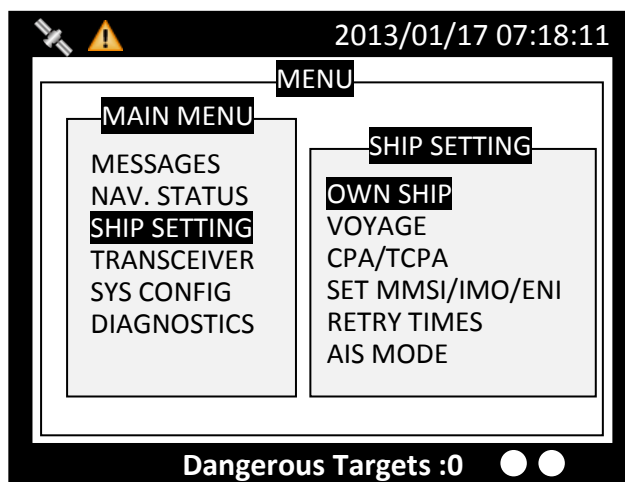 2013/01/17 07:18:11
MENU
MAIN MENU
MESSAGES
NAV. STATUS
SHIP SETTING
TRANSCEIVER
SYS CONFIG
DIAGNOSTICS
SHIP SETTING
OWN SHIP
VOYAGE
CPA/TCPA
SET MMSI/IMO/ENI
RETRY TIMES
AIS MODE
Dangerous Targets :0